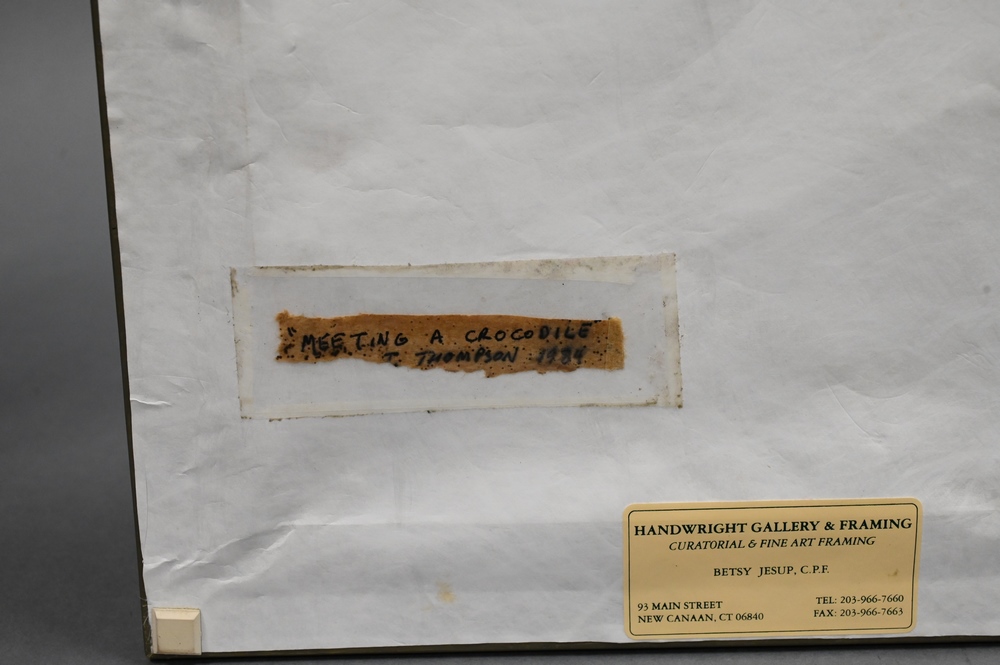 "MEETING A CROCODILE"
T. THOMPSON 1984
HANDWRIGHT GALLERY & FRAMING
CURATORIAL & FINE ART FRAMING
BETSY JESUP, C.P.F.
93 MAIN STREET
NEW CANAAN, CT 06840
TEL: 203-966-7660
FAX: 203-966-7663